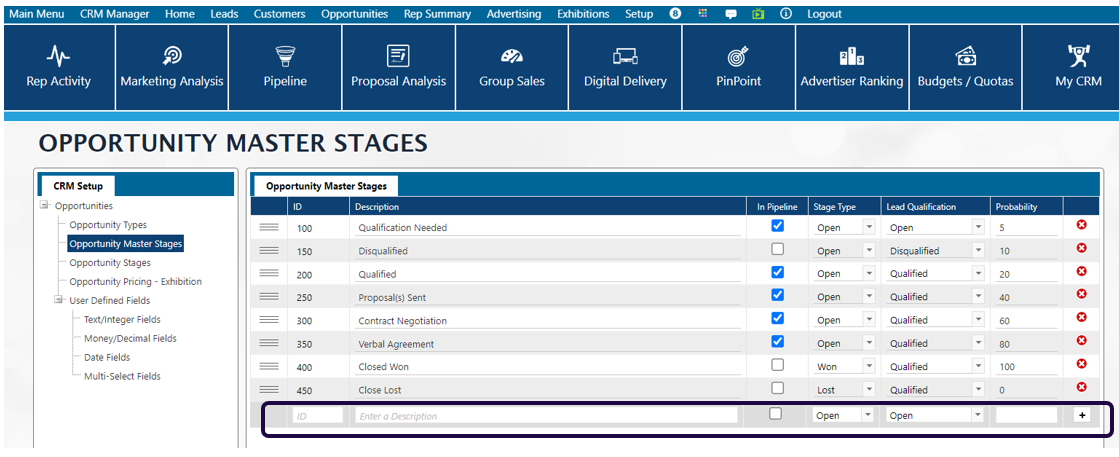 Main Menu CRM Manager Home Leads Customers Opportunities Rep Summary Advertising Exhibitions Setup 8 Logout
Rep Activity Marketing Analysis Pipeline Proposal Analysis Group Sales Digital Delivery PinPoint Advertiser Ranking Budgets / Quotas My CRM
OPPORTUNITY MASTER STAGES
CRM Setup
Opportunities
Opportunity Types
Opportunity Master Stages
Opportunity Stages
Opportunity Pricing - Exhibition
User Defined Fields
Text/Integer Fields
Money/Decimal Fields
Date Fields
Multi-Select Fields
Opportunity Master Stages
ID Description In Pipeline Stage Type Lead Qualification Probability
100 Qualification Needed Open Open 5
150 Disqualified Open Disqualified 10
200 Qualified Open Qualified 20
250 Proposal(s) Sent Open Qualified 40
300 Contract Negotiation Open Qualified 60
350 Verbal Agreement Open Qualified 80
400 Closed Won Won Qualified 100
450 Close Lost Lost Qualified 0
ID Enter a Description Open Open +